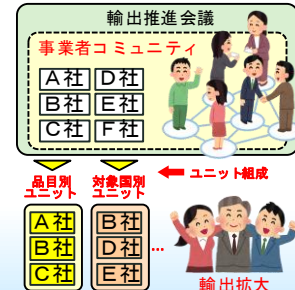 輸出推進会議
事業者コミュニティ
A社 D社
B社 E社
C社 F社
品目別 対象国別
ユニット ユニット
ユニット組成
A社 B社
B社 D社
C社 E社
…
輸出拡大